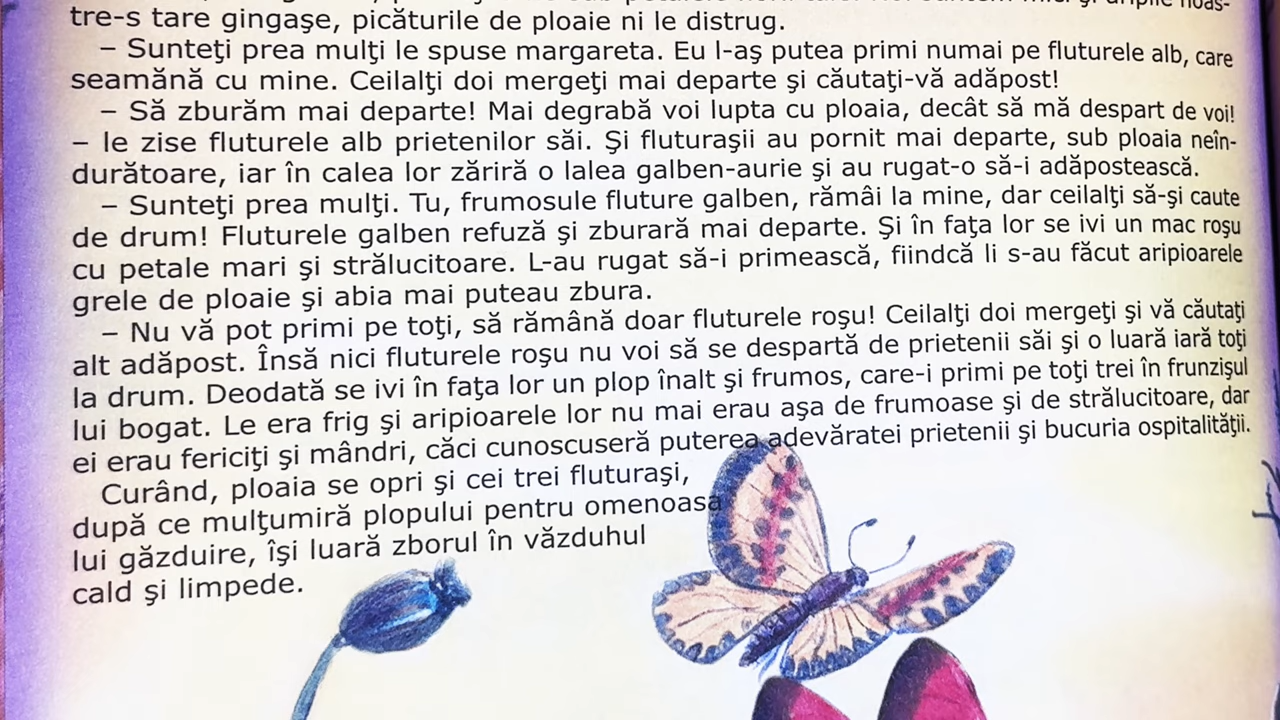 tre-s tare gingaşe, picăturile de ploaie ni le distrug.
– Sunteţi prea mulţi le spuse margareta. Eu l-aş putea primi numai pe fluturele alb, care
seamănă cu mine. Ceilalţi doi mergeţi mai departe şi căutaţi-vă adăpost!
– Să zburăm mai departe! Mai degrabă voi lupta cu ploaia, decât să mă despart de voi!
– le zise fluturele alb prietenilor săi. Şi fluturaşii au pornit mai departe, sub ploaia neîn-
durătoare, iar în calea lor zăriră o lalea galben-aurie şi au rugat-o să-i adăpostească.
– Sunteţi prea mulţi. Tu, frumosule fluture galben, rămâi la mine, dar ceilalţi să-şi caute
de drum! Fluturele galben refuză şi zburară mai departe. Şi în faţa lor se ivi un mac roşu
cu petale mari şi strălucitoare. L-au rugat să-i primească, fiindcă li s-au făcut aripioarele
grele de ploaie şi abia mai puteau zbura.
– Nu vă pot primi pe toţi, să rămână doar fluturele roşu! Ceilalţi doi mergeţi şi vă căutaţi
alt adăpost. Însă nici fluturele roşu nu voi să se despartă de prietenii săi şi o luară iară toţi
la drum. Deodată se ivi în faţa lor un plop înalt şi frumos, care-i primi pe toţi trei în frunzişul
lui bogat. Le era frig şi aripioarele lor nu mai erau aşa de frumoase şi de strălucitoare, dar
ei erau fericiţi şi mândri, căci cunoscuseră puterea adevăratei prietenii şi bucuria ospitalităţii.
Curând, ploaia se opri şi cei trei fluturaşi,
după ce mulţumiră plopului pentru omenoasa
lui găzduire, îşi luară zborul în văzduhul
cald şi limpede.